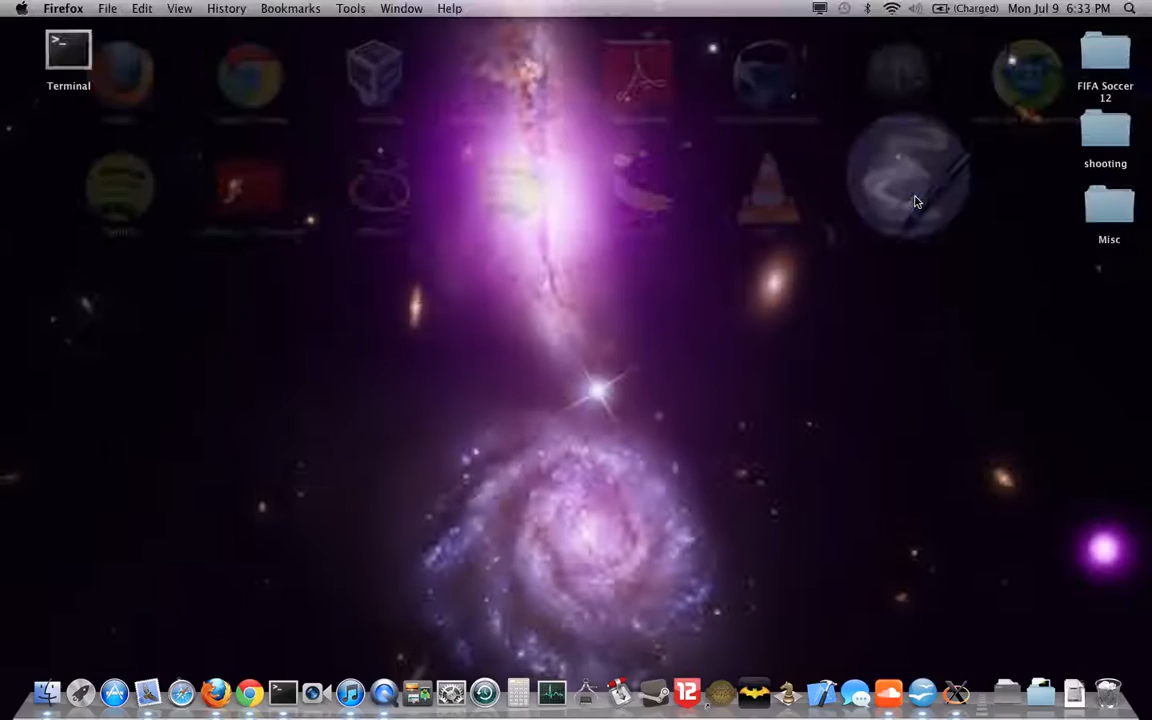 Firefox File Edit View History Bookmarks Tools Window Help (Charged) Mon Jul 9 6:33 PM
>_
Terminal
FIFA Soccer
12
shooting
Misc
12